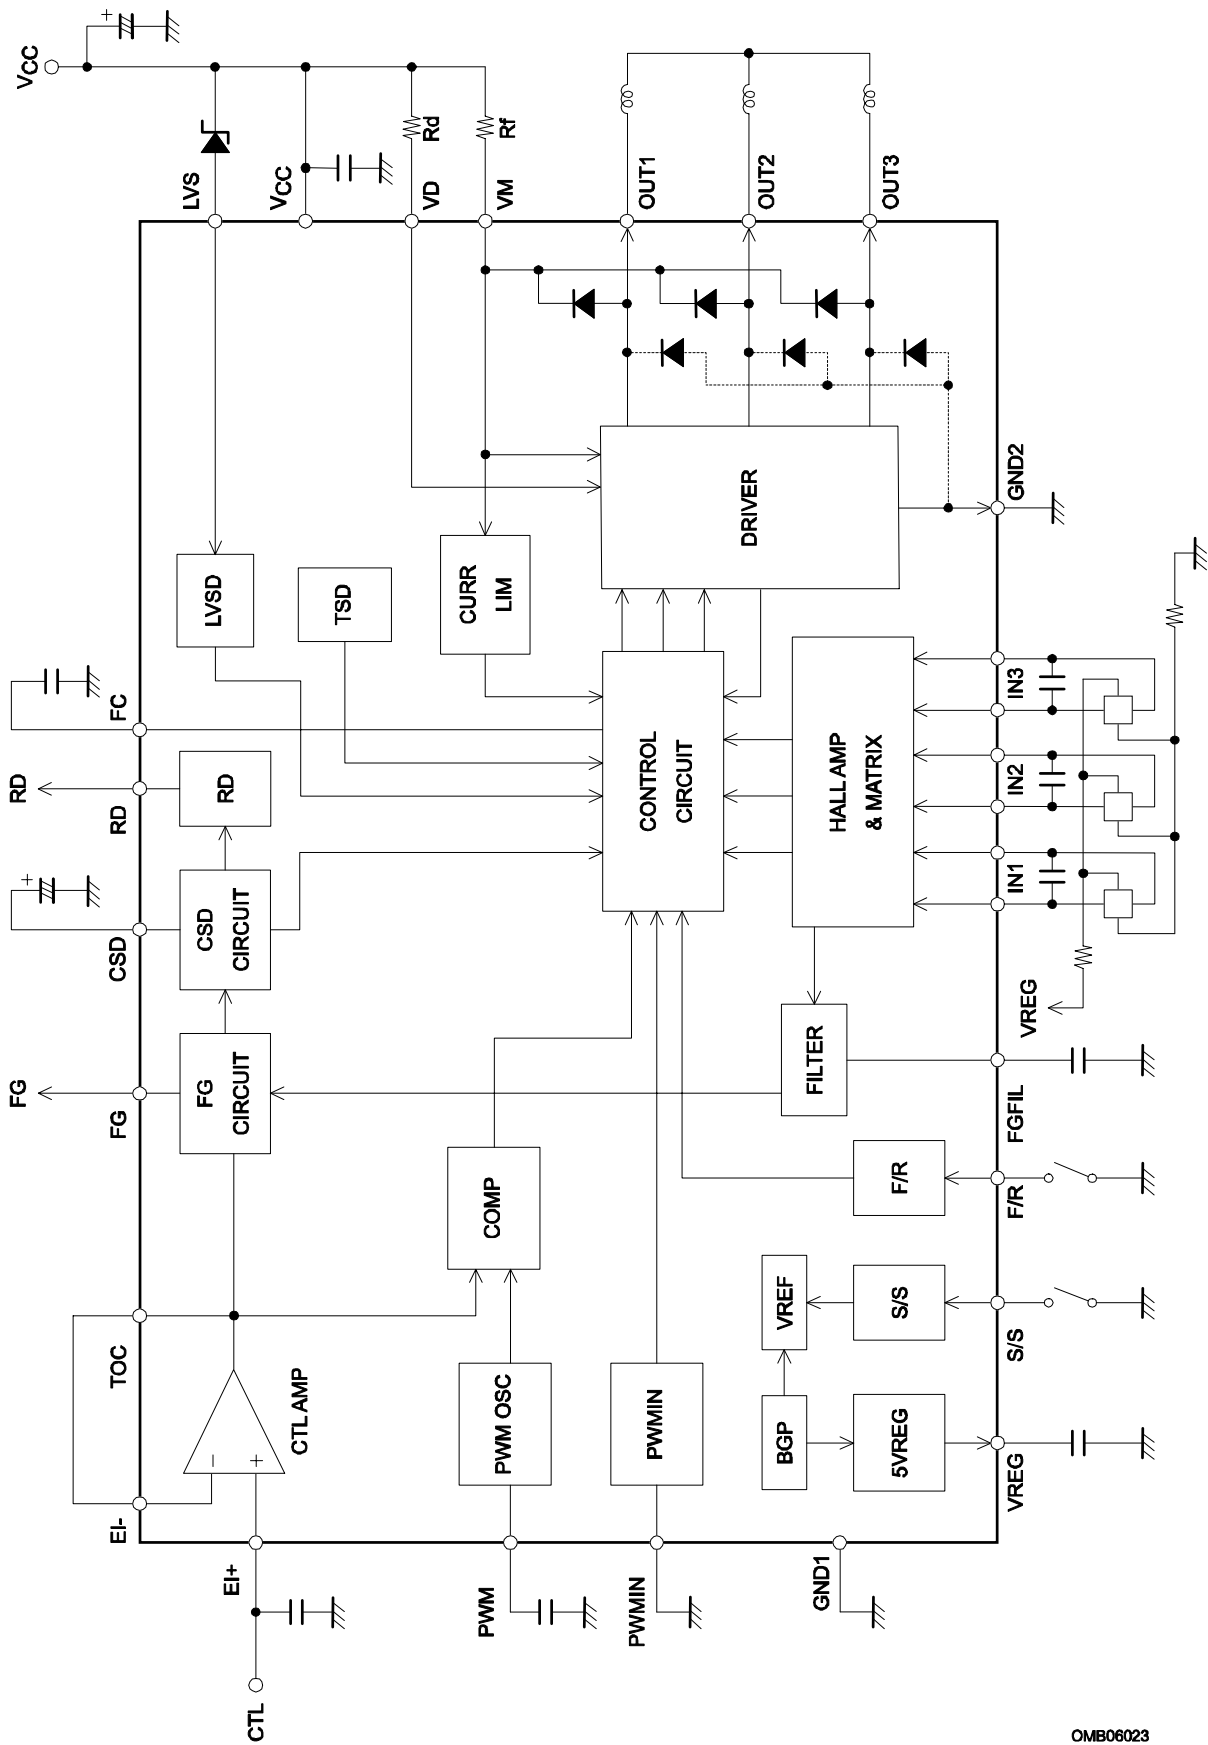 VCC
+
LVS
VCC
VD
Rd
VM
Rf
OUT1
OUT2
OUT3
FC
LVSD
TSD
CURR
LIM
DRIVER
GND2
RD
RD
RD
CSD
+
CSD
CIRCUIT
CONTROL
CIRCUIT
HALL AMP
& MATRIX
IN3
IN2
IN1
VREG
FG
FG
FG
CIRCUIT
FILTER
FGFIL
COMP
F/R
F/R
TOC
CTL AMP
-
+
EI-
EI+
CTL
PWM OSC
PWM
PWMIN
PWMIN
VREF
S/S
S/S
BGP
5VREG
VREG
GND1
OMB06023